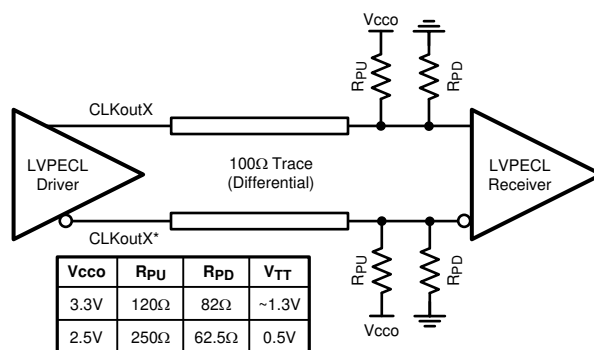 Vcco
RPU
RPD
CLKoutX
LVPECL
Driver
100Ω Trace
(Differential)
LVPECL
Receiver
CLKoutX*
RPU
RPD
Vcco
Vcco RPU RPD VTT
3.3V 120Ω 82Ω ~1.3V
2.5V 250Ω 62.5Ω 0.5V